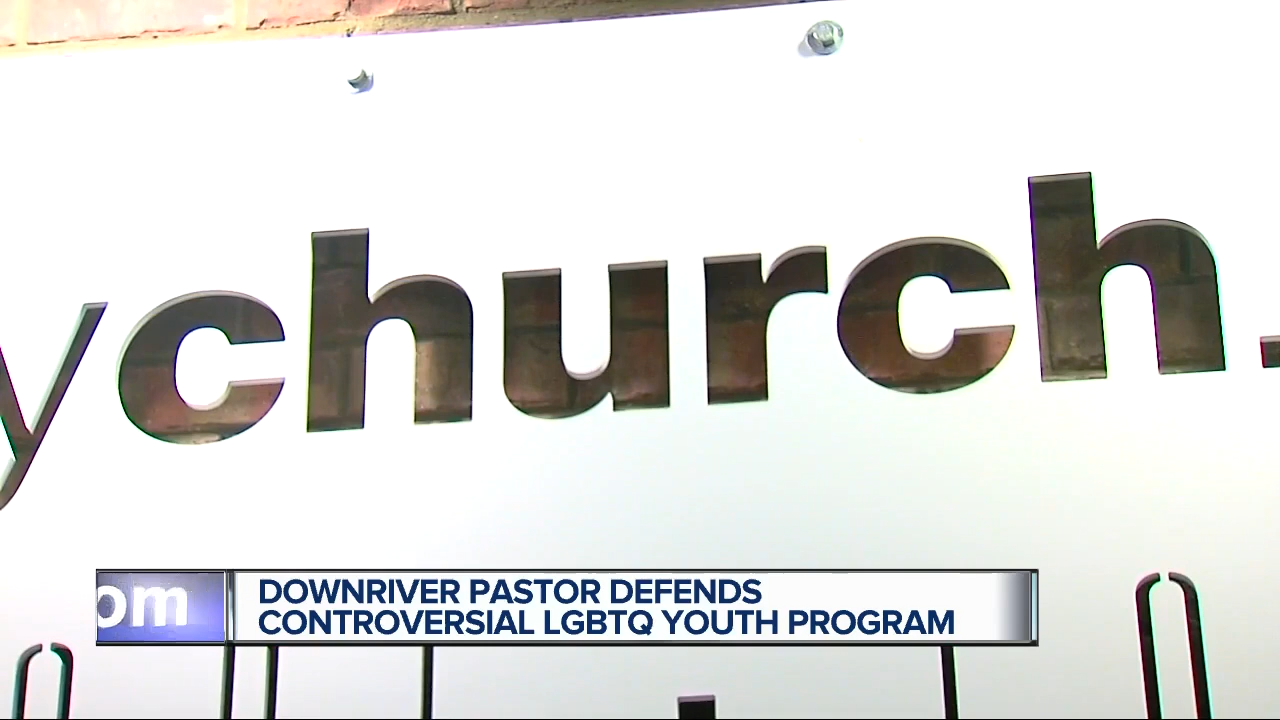 ychurch.
om
DOWNRIVER PASTOR DEFENDS
CONTROVERSIAL LGBTQ YOUTH PROGRAM